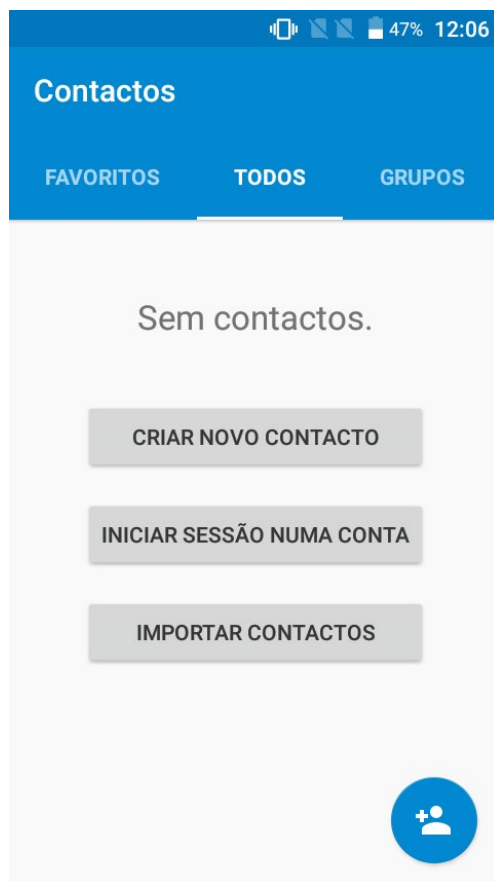 47% 12:06
Contactos
FAVORITOS TODOS GRUPOS
Sem contactos.
CRIAR NOVO CONTACTO
INICIAR SESSÃO NUMA CONTA
IMPORTAR CONTACTOS